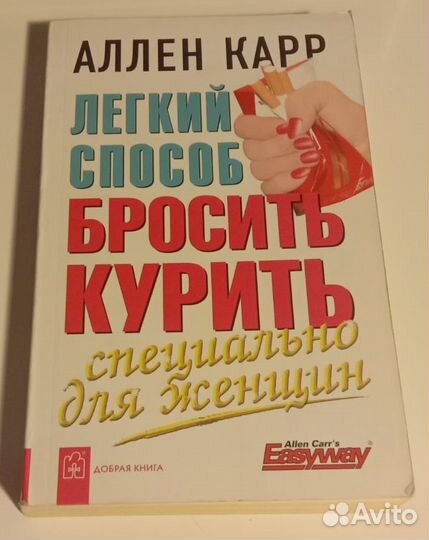 АЛЛЕН КАРР
ЛЕГКИЙ
СПОСОБ
БРОСИТЬ
КУРИТЬ
специально
для женщин
Allen Carr's
Easyway®
ДОБРАЯ КНИГА
Avito